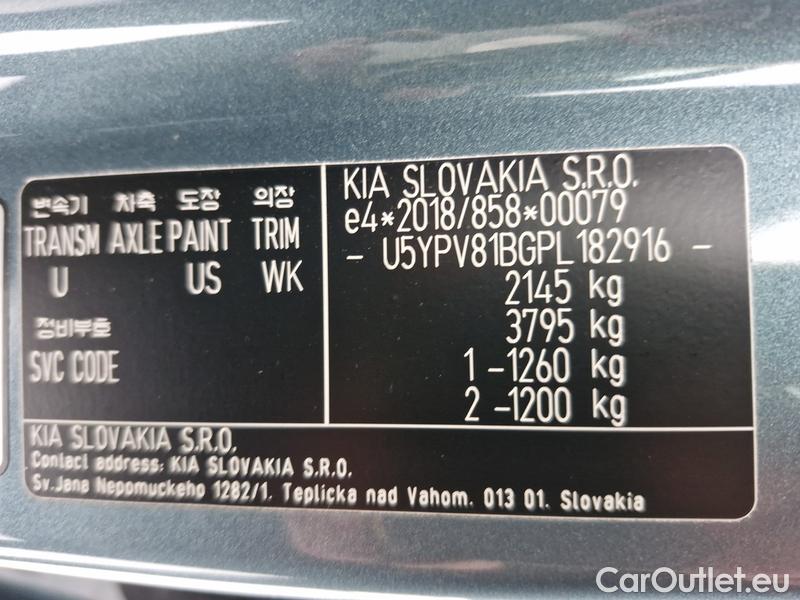 변속기 차축 도장 의장
TRANSM AXLE PAINT TRIM
U US WK
정비부호
SVC CODE
KIA SLOVAKIA S.R.O.
e4*2018/858*00079
- U5YPV81BGPL182916 -
2145 kg
3795 kg
1 -1260 kg
2 -1200 kg
KIA SLOVAKIA S.R.O.
Contact address: KIA SLOVAKIA S.R.O.
Sv.Jana Nepomuckeho 1282/1. Teplicka nad Vahom. 013 01. Slovakia
CarOutlet.eu